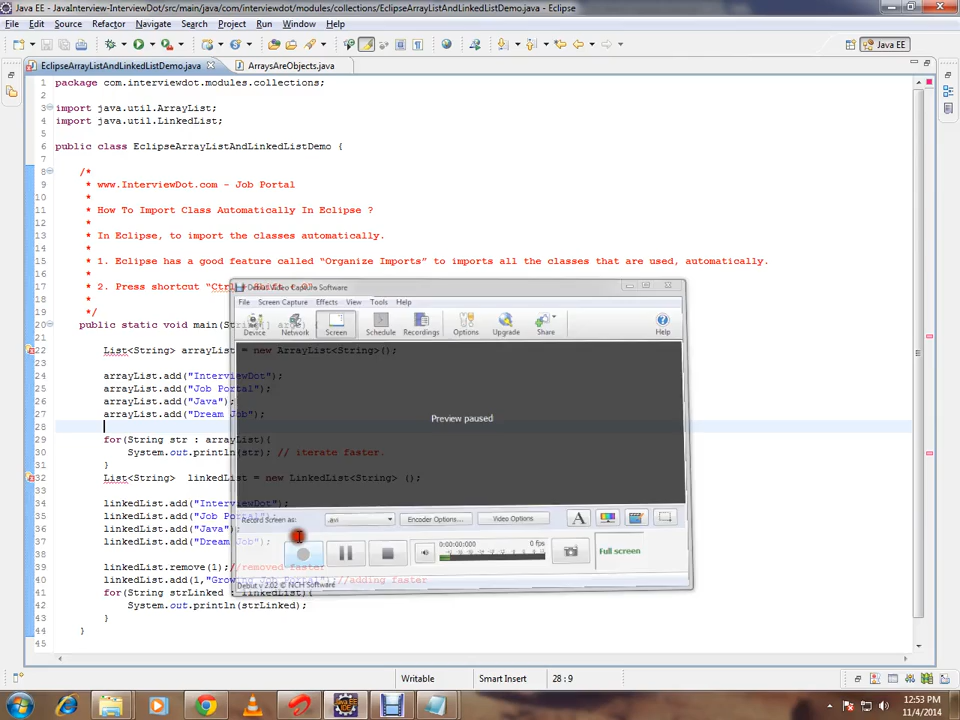 Java EE - JavaInterview-InterviewDot/src/main/java/com/interviewdot/modules/collections/EclipseArrayListAndLinkedListDemo.java - Eclipse
File Edit Source Refactor Navigate Search Project Run Window Help
Java EE
EclipseArrayListAndLinkedListDemo.java ArraysAreObjects.java
1 package com.interviewdot.modules.collections;
2
3 import java.util.ArrayList;
4 import java.util.LinkedList;
5
6 public class EclipseArrayListAndLinkedListDemo {
7
8 /*
9 * www.InterviewDot.com - Job Portal
10 *
11 * How To Import Class Automatically In Eclipse ?
12 *
13 * In Eclipse, to import the classes automatically.
14 *
15 * 1. Eclipse has a good feature called “Organize Imports” to imports all the classes that are used, automatically.
16 *
17 * 2. Press shortcut “Ctrl
18 *
19 */
20 public static void main(String[] args) {
22 List<String> arrayList = new ArrayList<String>();
23
24 arrayList.add("InterviewDot");
25 arrayList.add("Job Portal");
26 arrayList.add("Java");
27 arrayList.add("Dream Job");
28
29 for(String str : arrayList){
30 System.out.println(str); // iterate faster.
31 }
32 List<String> linkedList = new LinkedList<String> ();
34 linkedList.add("InterviewDot");
35 linkedList.add("Job Portal");
36 linkedList.add("Java");
37 linkedList.add("Dream Job");
39 linkedList.remove(1);//removed faster
40 linkedList.add(1,"Growing Job Portal");//adding faster
41 for(String strLinked : linkedList){
42 System.out.println(strLinked);
43 }
44 }
45
Debut Video Capture Software
File Screen Capture Effects View Tools Help
Device Network Screen Schedule Recordings Options Upgrade Share Help
Preview paused
Record Screen as: .avi Encoder Options... Video Options
0:00:00:000 0 fps
Full screen
Debut v 2.02 © NCH Software
Writable Smart Insert 28 : 9
12:53 PM
11/4/2014